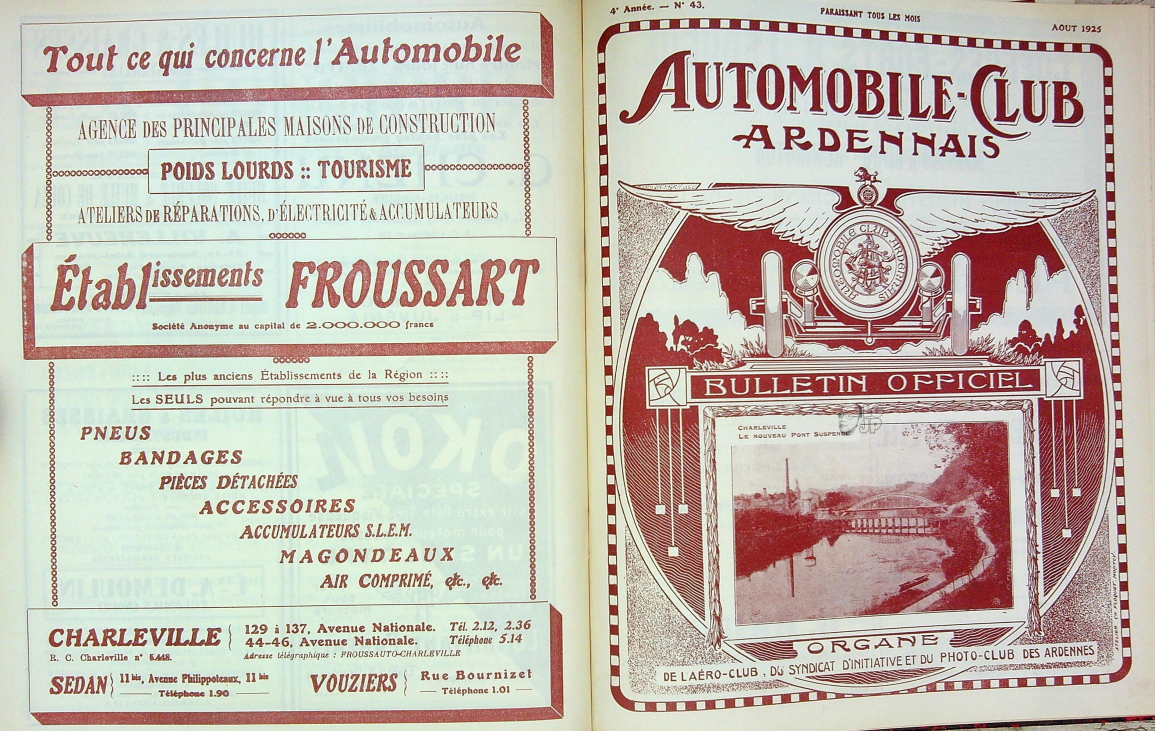 Tout ce qui concerne l'Automobile
AGENCE DES PRINCIPALES MAISONS DE CONSTRUCTION
POIDS LOURDS :: TOURISME
ATELIERS DE RÉPARATIONS, D'ÉLECTRICITÉ & ACCUMULATEURS
Établissements FROUSSART
Société Anonyme au capital de 2.000.000 francs
:::: Les plus anciens Établissements de la Région ::::
Les SEULS pouvant répondre à vue à tous vos besoins
PNEUS
BANDAGES
PIÈCES DÉTACHÉES
ACCESSOIRES
ACCUMULATEURS S.L.E.M.
MAGONDEAUX
AIR COMPRIMÉ, etc., etc.
CHARLEVILLE { 129 à 137, Avenue Nationale. Tél. 2.12, 2.36
44-46, Avenue Nationale. Téléphone 5.14
R. C. Charleville n° 5.448. Adresse télégraphique : FROUSSAUTO-CHARLEVILLE
SEDAN { 11 bis, Avenue Philippoteaux, 11 bis
Téléphone 1.90
VOUZIERS { Rue Bournizet
Téléphone 1.01
4e Année. — N° 43.
PARAISSANT TOUS LES MOIS
AOUT 1925
AUTOMOBILE-CLUB
ARDENNAIS
AUTOMOBILE CLUB ARDENNAIS
BULLETIN OFFICIEL
CHARLEVILLE
LE NOUVEAU PONT SUSPENDU
JP
ORGANE
DE L'AÉRO-CLUB, DU SYNDICAT D'INITIATIVE ET DU PHOTO-CLUB DES ARDENNES